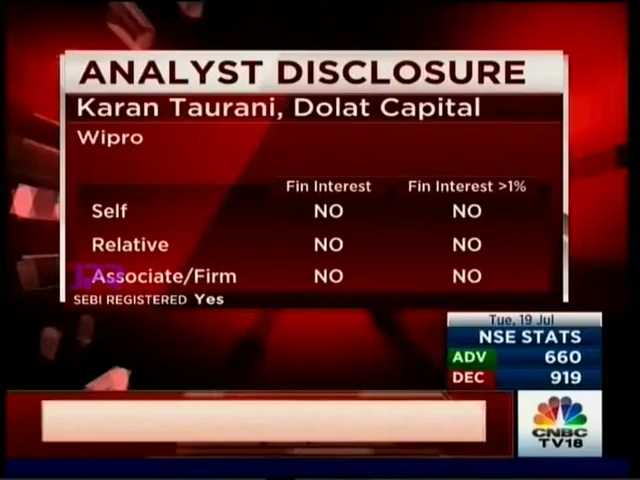 ANALYST DISCLOSURE
Karan Taurani, Dolat Capital
Wipro
Fin Interest Fin Interest >1%
Self NO NO
Relative NO NO
Associate/Firm NO NO
SEBI REGISTERED Yes
Tue, 19 Jul
NSE STATS
ADV 660
DEC 919
CNBC
TV18